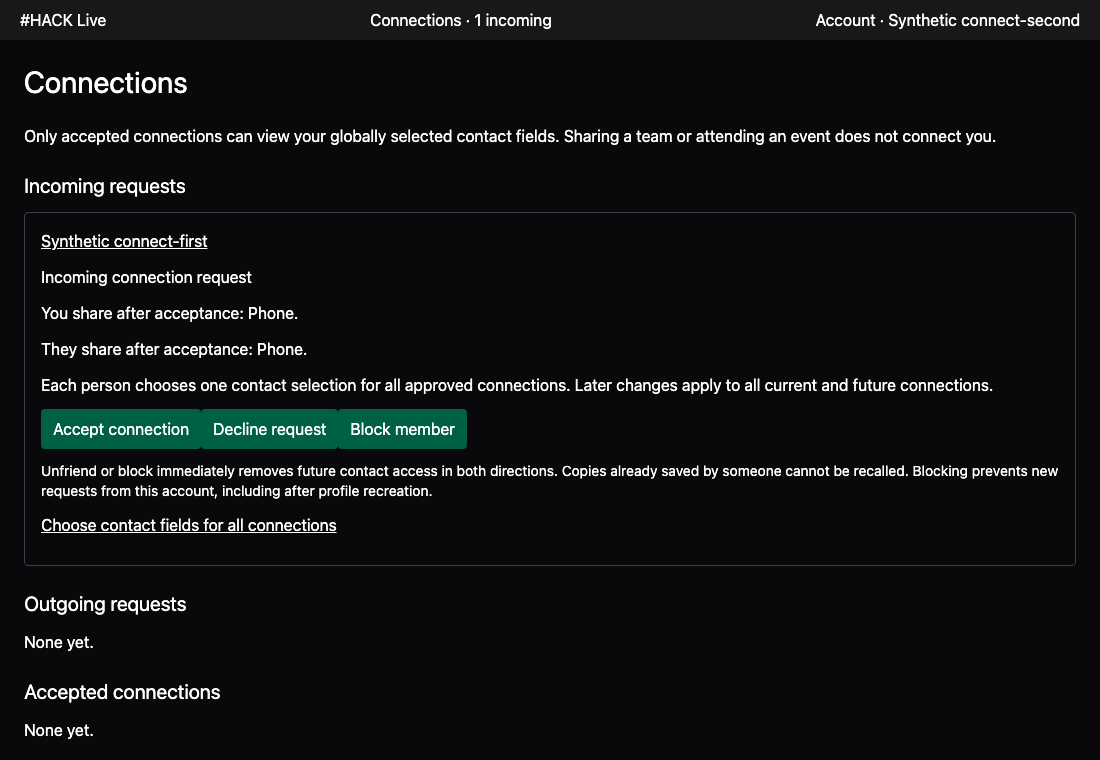 #HACK Live
Connections · 1 incoming
Account · Synthetic connect-second
Connections
Only accepted connections can view your globally selected contact fields. Sharing a team or attending an event does not connect you.
Incoming requests
Synthetic connect-first
Incoming connection request
You share after acceptance: Phone.
They share after acceptance: Phone.
Each person chooses one contact selection for all approved connections. Later changes apply to all current and future connections.
Accept connection
Decline request
Block member
Unfriend or block immediately removes future contact access in both directions. Copies already saved by someone cannot be recalled. Blocking prevents new
requests from this account, including after profile recreation.
Choose contact fields for all connections
Outgoing requests
None yet.
Accepted connections
None yet.